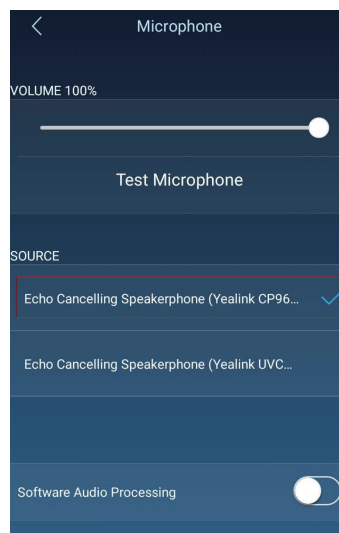 Microphone
VOLUME 100%
Test Microphone
SOURCE
Echo Cancelling Speakerphone (Yealink CP96...
Echo Cancelling Speakerphone (Yealink UVC...
Software Audio Processing